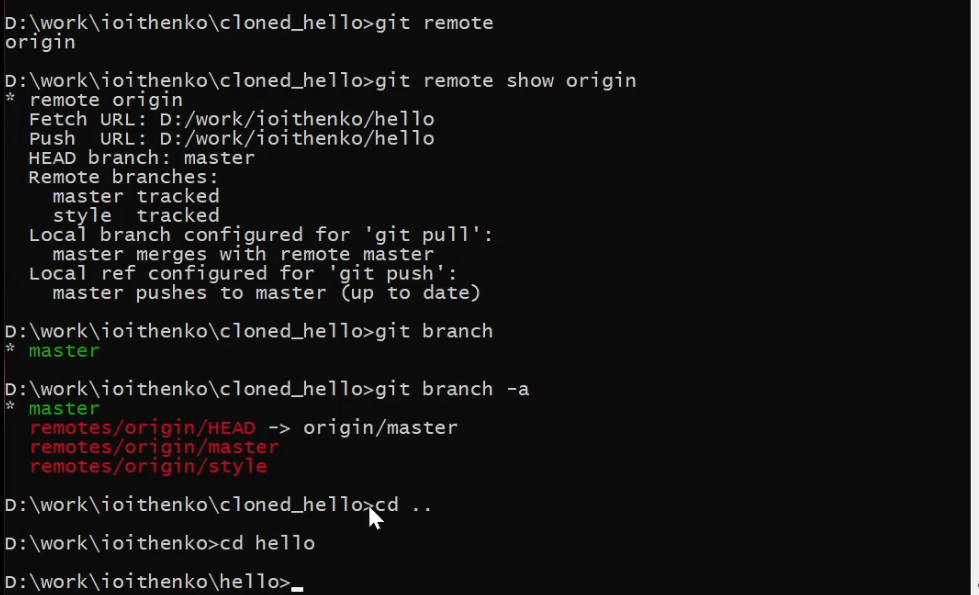 D:\work\ioithenko\cloned_hello>git remote
origin
D:\work\ioithenko\cloned_hello>git remote show origin
* remote origin
  Fetch URL: D:/work/ioithenko/hello
  Push  URL: D:/work/ioithenko/hello
  HEAD branch: master
  Remote branches:
    master tracked
    style  tracked
  Local branch configured for 'git pull':
    master merges with remote master
  Local ref configured for 'git push':
    master pushes to master (up to date)
D:\work\ioithenko\cloned_hello>git branch
* master
D:\work\ioithenko\cloned_hello>git branch -a
* master
  remotes/origin/HEAD -> origin/master
  remotes/origin/master
  remotes/origin/style
D:\work\ioithenko\cloned_hello>cd ..
D:\work\ioithenko>cd hello
D:\work\ioithenko\hello>